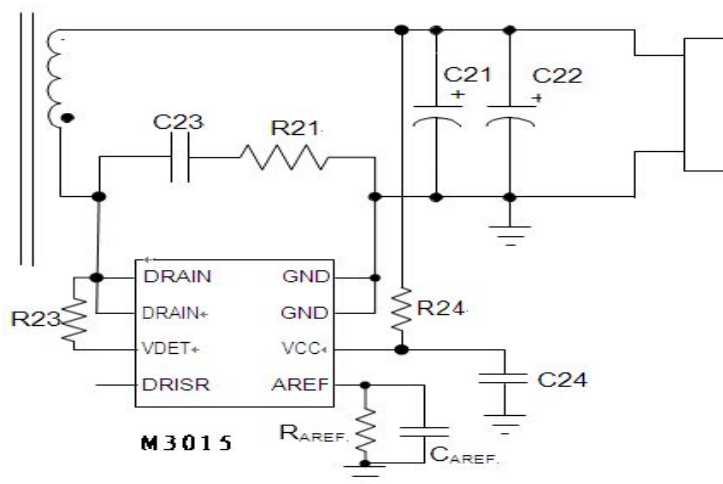 C21
C22
+
+
C23
R21
DRAIN
GND
R23
DRAIN
GND
R24
VDET
VCC
DRISR
AREF
C24
M3015
RAREF.
CAREF.